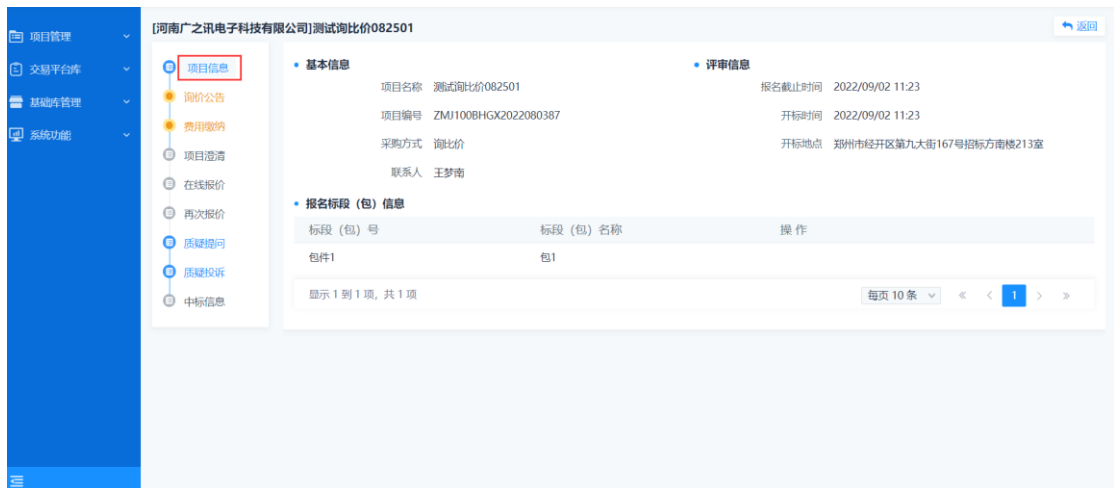 [河南广之讯电子科技有限公司]测试询比价082501
返回
项目管理
交易平台库
基础库管理
系统功能
项目信息
询价公告
费用缴纳
项目澄清
在线报价
再次报价
质疑提问
质疑投诉
中标信息
基本信息
项目名称 测试询比价082501
项目编号 ZMJ100BHGX2022080387
采购方式 询比价
联系人 王梦南
评审信息
报名截止时间 2022/09/02 11:23
开标时间 2022/09/02 11:23
开标地点 郑州市经开区第九大街167号招标方南楼213室
报名标段（包）信息
标段（包）号 标段（包）名称 操作
包件1 包1
显示 1 到 1 项, 共 1 项 每页 10 条 « < 1 > »